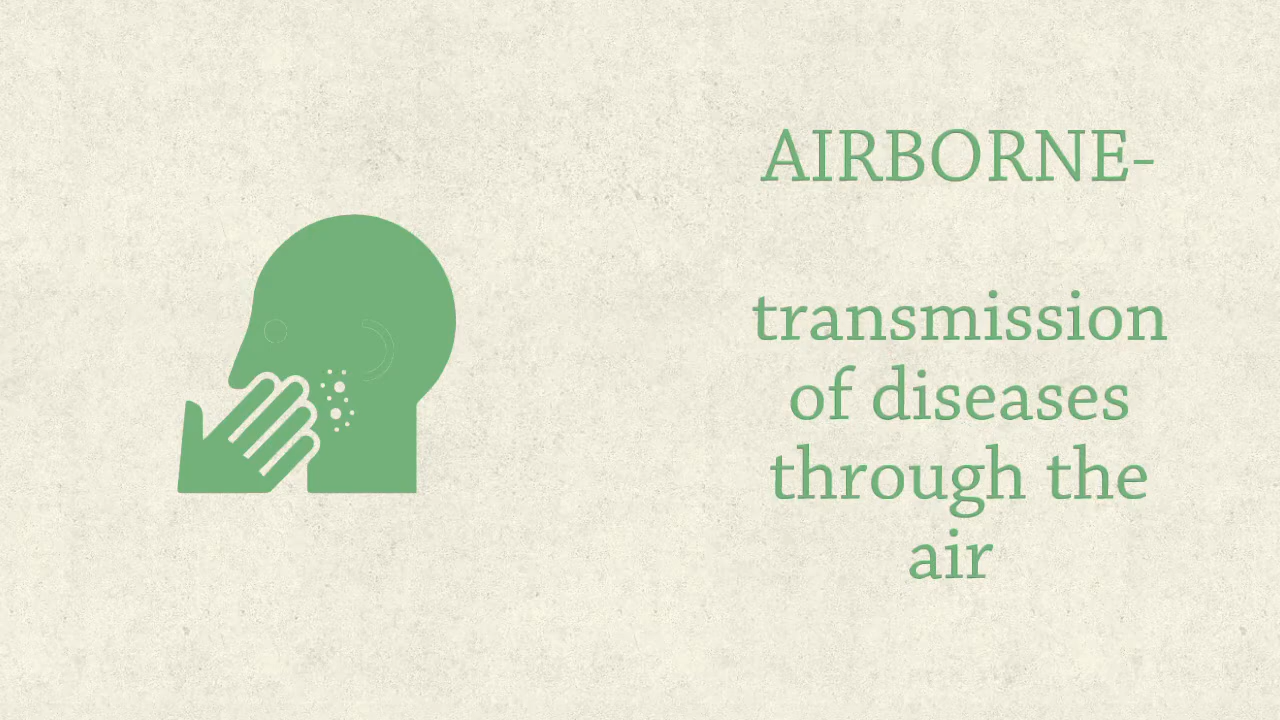 AIRBORNE-
transmission
of diseases
through the
air